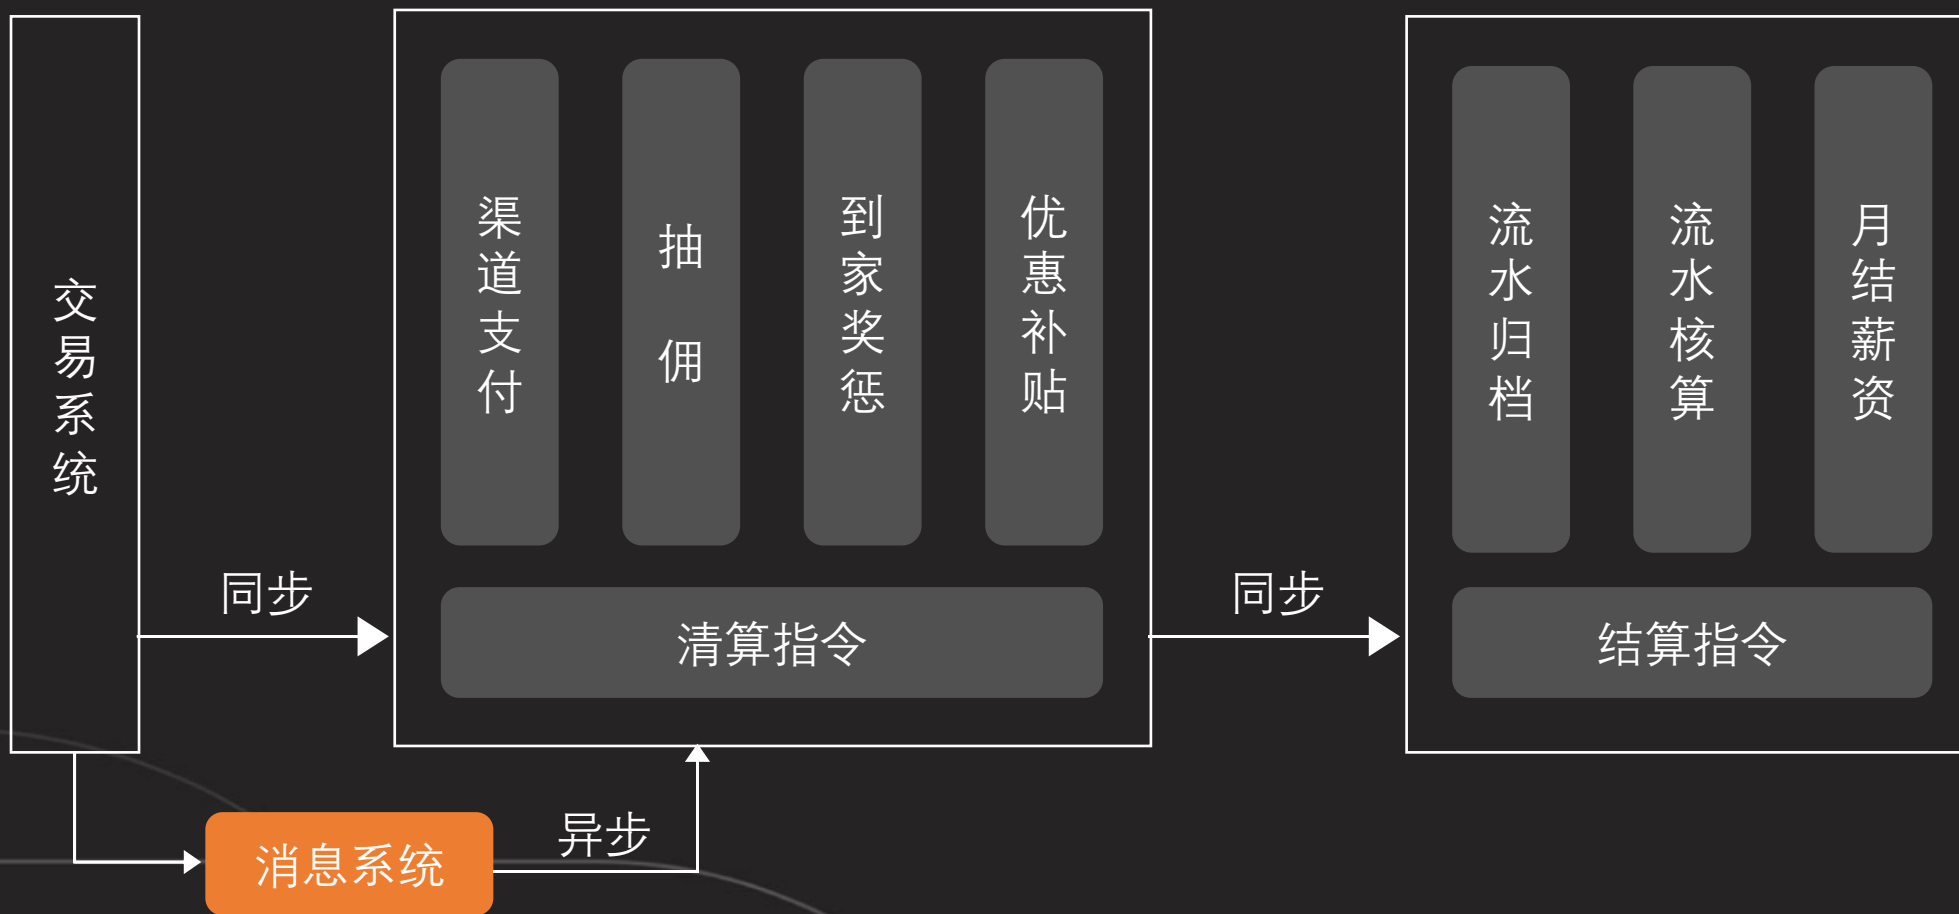 交易系统
同步
渠道支付
抽佣
到家奖惩
优惠补贴
清算指令
同步
流水归档
流水核算
月结薪资
结算指令
消息系统
异步